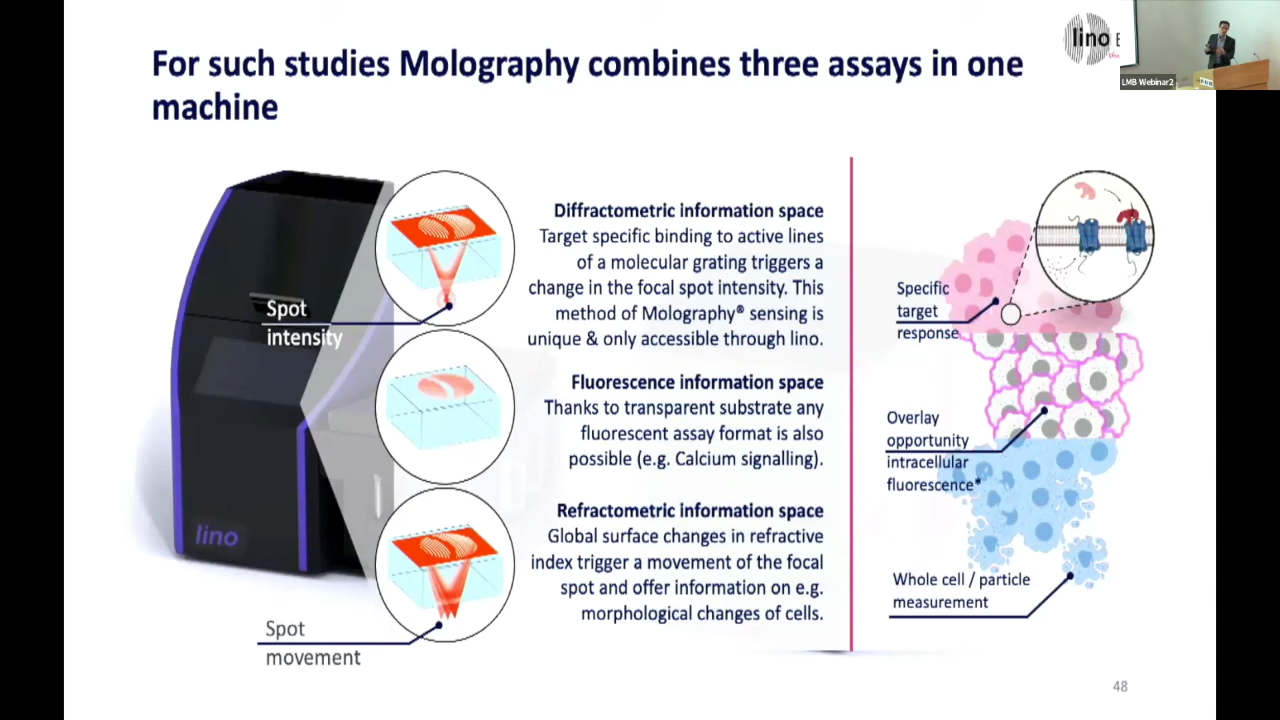 For such studies Molography combines three assays in one
machine
lino
LMB Webinar2
Spot
intensity
lino
Spot
movement
Diffractometric information space
Target specific binding to active lines
of a molecular grating triggers a
change in the focal spot intensity. This
method of Molography® sensing is
unique & only accessible through lino.
Fluorescence information space
Thanks to transparent substrate any
fluorescent assay format is also
possible (e.g. Calcium signalling).
Refractometric information space
Global surface changes in refractive
index trigger a movement of the focal
spot and offer information on e.g.
morphological changes of cells.
Specific
target
response
Overlay
opportunity
intracellular
fluorescence*
Whole cell / particle
measurement
48